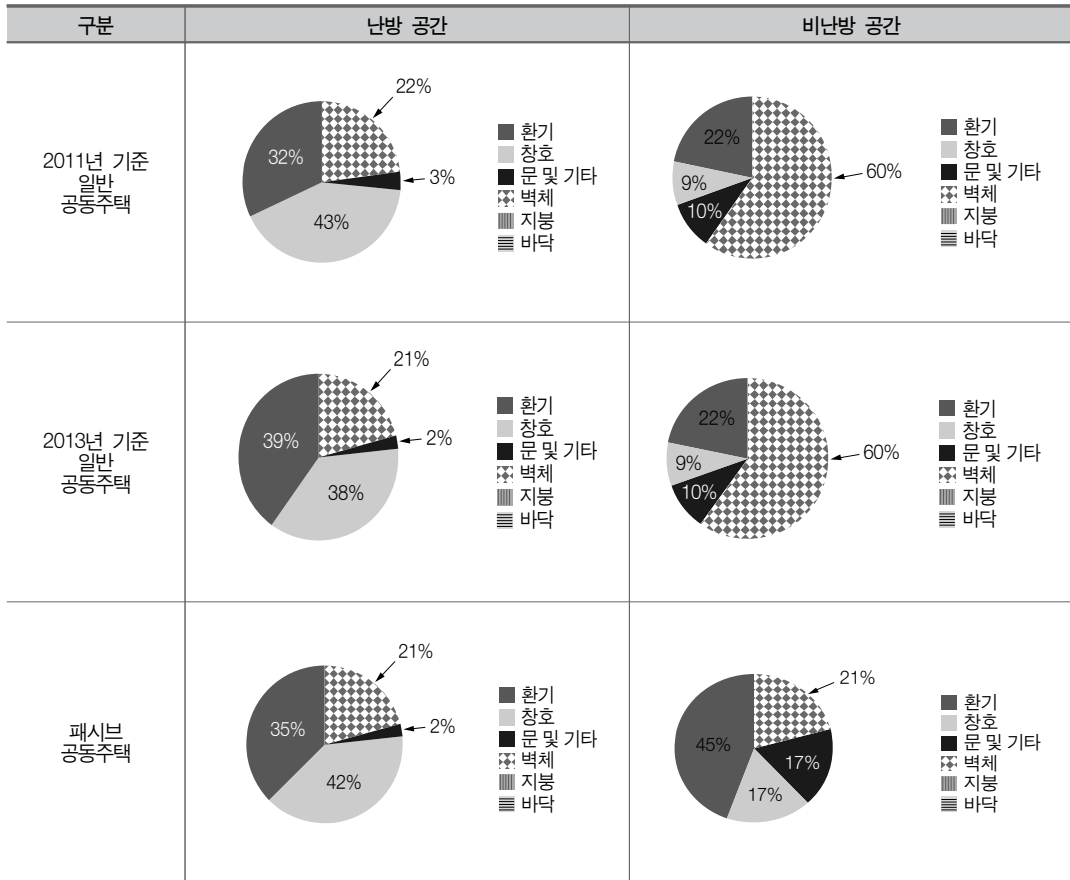 구분 난방 공간 비난방 공간
2011년 기준
일반
공동주택
22%
32%
3%
43%
환기
창호
문 및 기타
벽체
지붕
바닥
22%
9%
10%
60%
환기
창호
문 및 기타
벽체
지붕
바닥
2013년 기준
일반
공동주택
21%
39%
2%
38%
환기
창호
문 및 기타
벽체
지붕
바닥
22%
9%
10%
60%
환기
창호
문 및 기타
벽체
지붕
바닥
패시브
공동주택
21%
35%
2%
42%
환기
창호
문 및 기타
벽체
지붕
바닥
21%
45%
17%
17%
환기
창호
문 및 기타
벽체
지붕
바닥